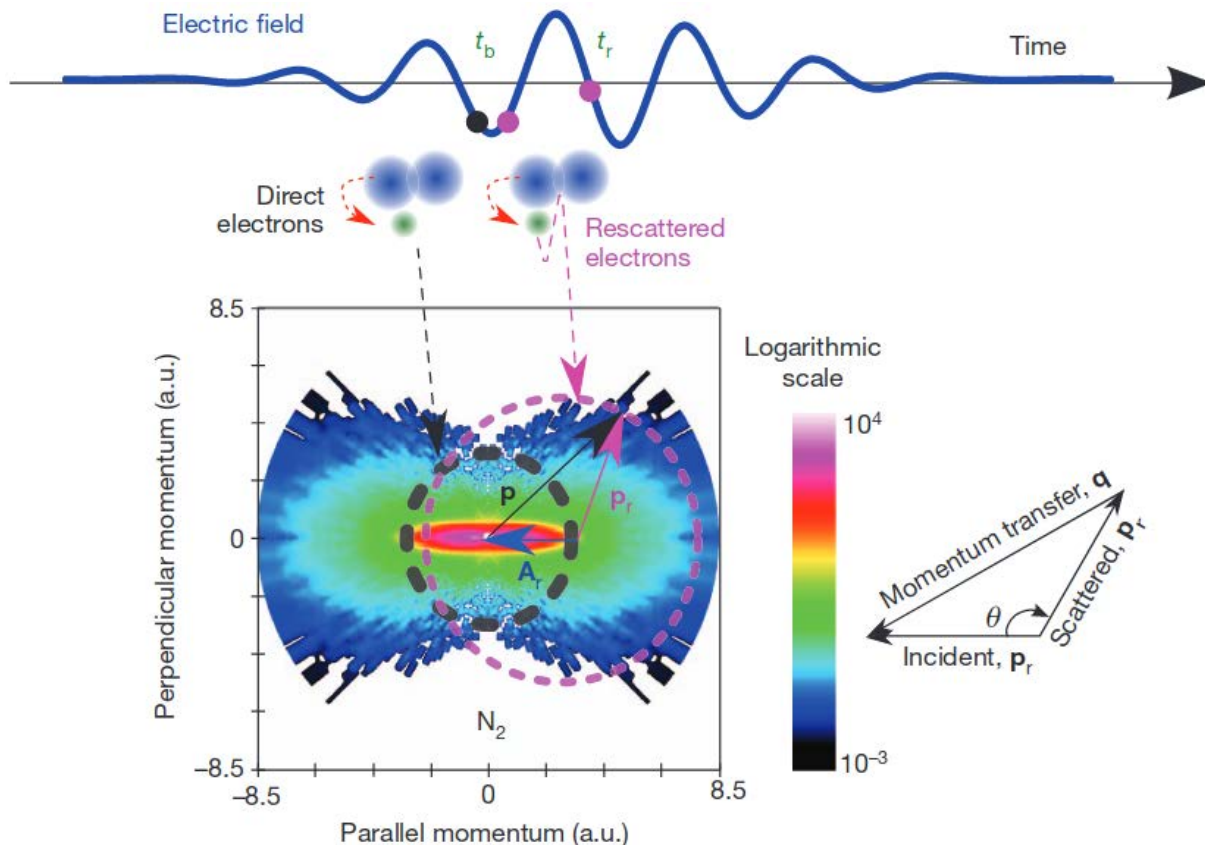 Electric field
t_b
t_r
Time
Direct
electrons
Rescattered
electrons
8.5
0
−8.5
Perpendicular momentum (a.u.)
p
p_r
A_r
N_2
−8.5
0
8.5
Parallel momentum (a.u.)
Logarithmic
scale
10^4
10^−3
Momentum transfer, q
θ
Scattered, p_r
Incident, p_r